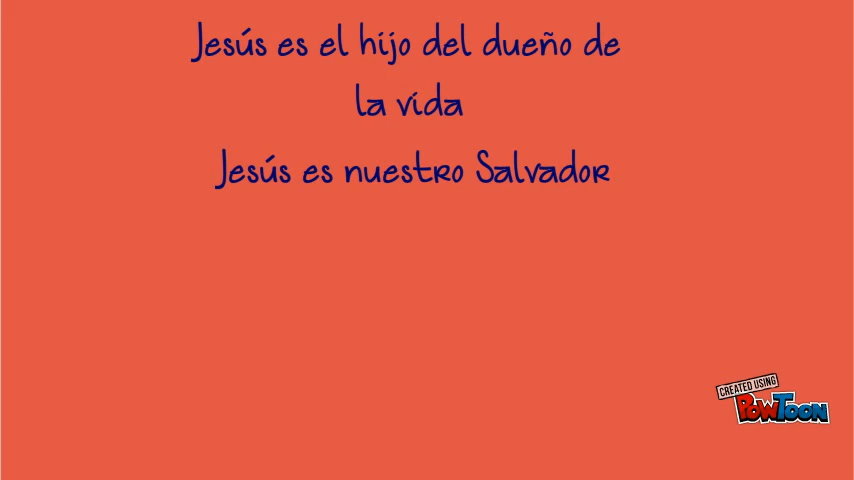 Jesús es el hijo del dueño de
la vida
Jesús es nuestro Salvador
CREATED USING
POWTOON